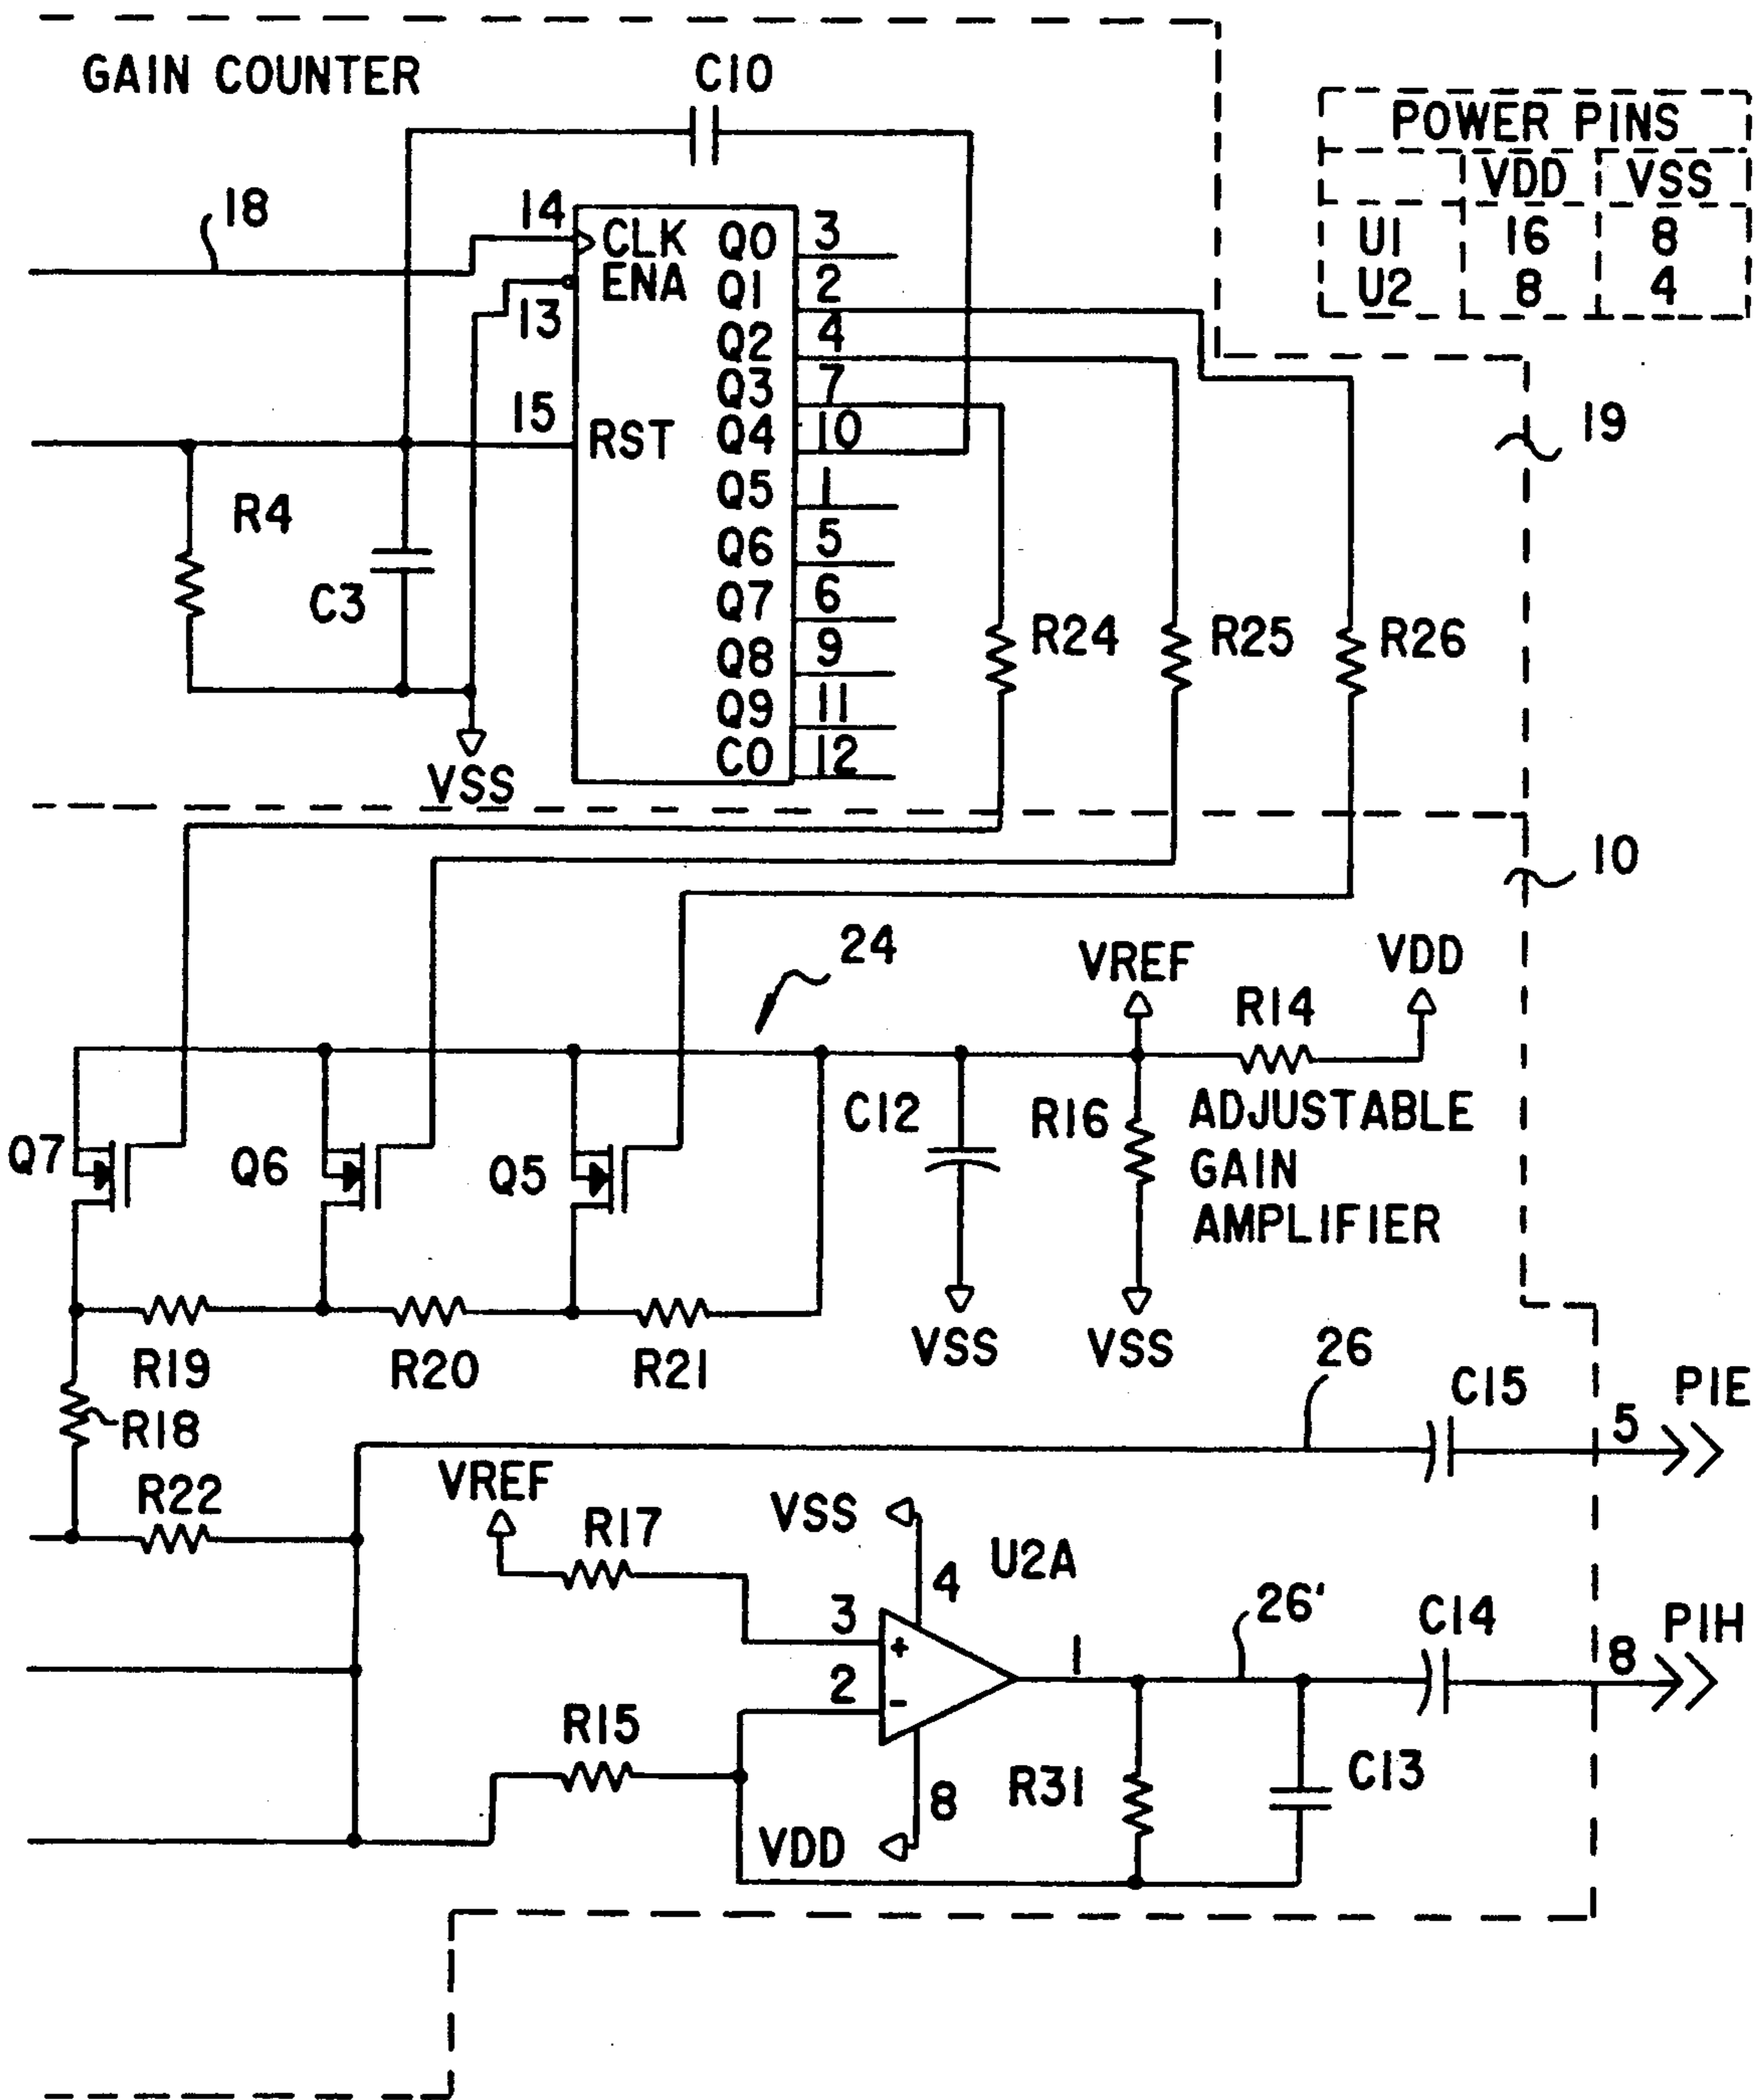 GAIN COUNTER
C10
POWER PINS
VDD VSS
U1 16 8
U2 8 4
18
14
CLK
ENA
13
15
RST
Q0 3
Q1 2
Q2 4
Q3 7
Q4 10
Q5 1
Q6 5
Q7 6
Q8 9
Q9 11
CO 12
19
R4
C3
VSS
R24
R25
R26
10
24
VREF
VDD
R14
Q7
Q6
Q5
C12
R16
ADJUSTABLE
GAIN
AMPLIFIER
VSS
VSS
R19
R20
R21
R18
26
C15
5
P1E
R22
VREF
R17
VSS
4
U2A
3
+
2
-
1
26'
C14
8
P1H
R15
VDD
8
R31
C13